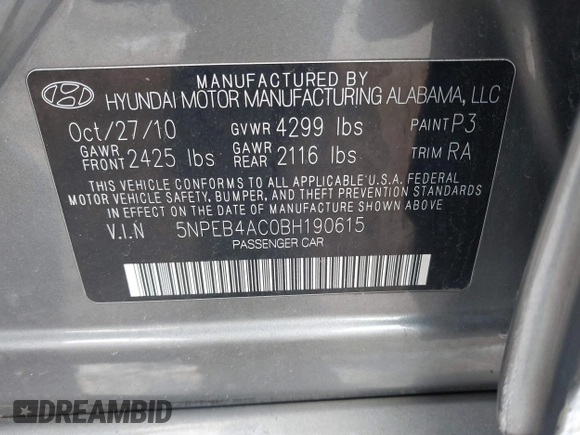 MANUFACTURED BY
HYUNDAI MOTOR MANUFACTURING ALABAMA, LLC
Oct/27/10 GVWR 4299 lbs PAINT P3
GAWR FRONT 2425 lbs GAWR REAR 2116 lbs TRIM RA
THIS VEHICLE CONFORMS TO ALL APPLICABLE U.S.A. FEDERAL
MOTOR VEHICLE SAFETY, BUMPER, AND THEFT PREVENTION STANDARDS
IN EFFECT ON THE DATE OF MANUFACTURE SHOWN ABOVE.
V.I.N 5NPEB4AC0BH190615
PASSENGER CAR
DREAMBID